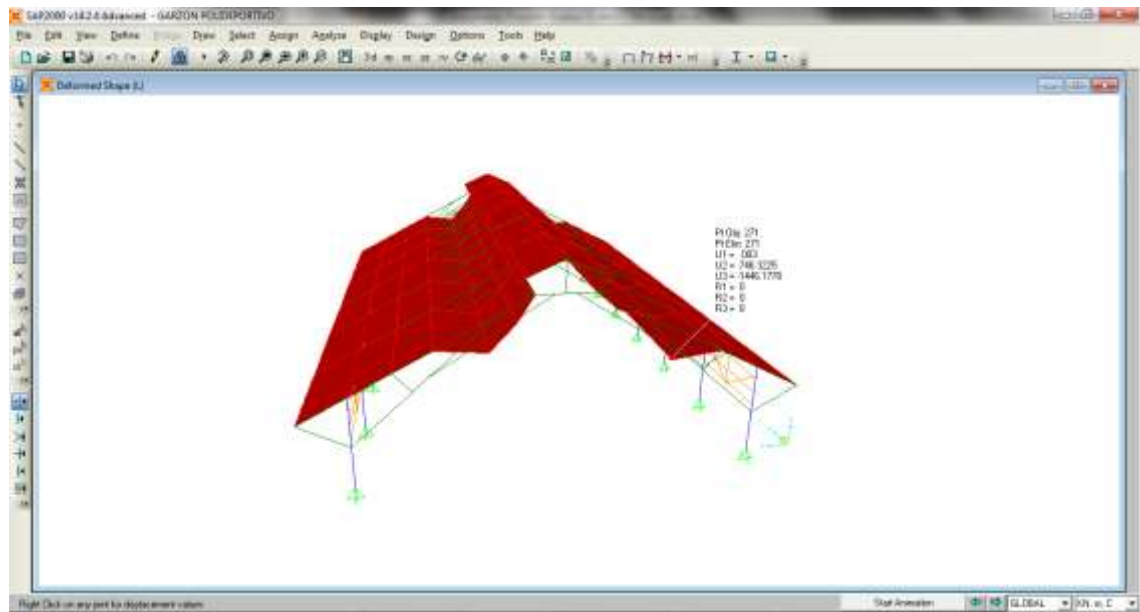 SAP2000 v14.2.4 Advanced - GARZON POLIDEPORTIVO
File Edit View Define Bridge Draw Select Assign Analyze Display Design Options Tools Help
Deformed Shape (L)
Pt Obj: 271
Pt Elm: 271
U1 = .083
U2 = 746.3225
U3 = -1446.1778
R1 = 0
R2 = 0
R3 = 0
Right Click on any joint for displacement values
Start Animation
GLOBAL
KN, m, C